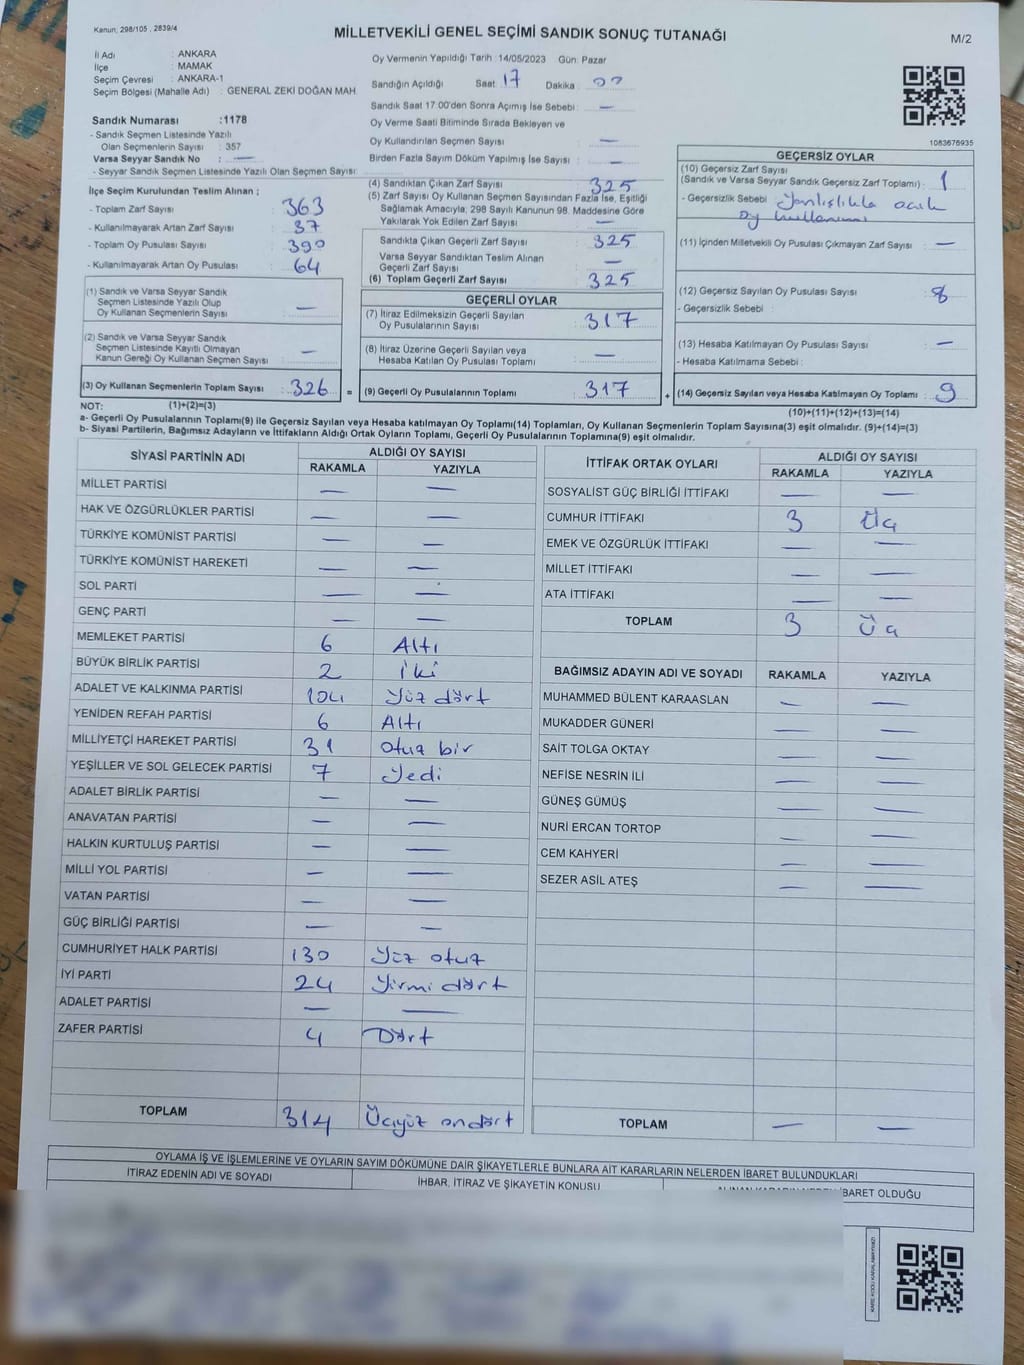 Kanun, 298/105 , 2839/4
MİLLETVEKİLİ GENEL SEÇİMİ SANDIK SONUÇ TUTANAĞI
M/2
İl Adı : ANKARA
İlçe : MAMAK
Seçim Çevresi : ANKARA-1
Seçim Bölgesi (Mahalle Adı) : GENERAL ZEKİ DOĞAN MAH
Sandık Numarası :1178
- Sandık Seçmen Listesinde Yazılı
Olan Seçmenlerin Sayısı : 357
Varsa Seyyar Sandık No : —
- Seyyar Sandık Seçmen Listesinde Yazılı Olan Seçmen Sayısı:
İlçe Seçim Kurulundan Teslim Alınan ;
- Toplam Zarf Sayısı : 363
- Kullanılmayarak Artan Zarf Sayısı : 37
- Toplam Oy Pusulası Sayısı : 390
- Kullanılmayarak Artan Oy Pusulası : 64
(1) Sandık ve Varsa Seyyar Sandık
Seçmen Listesinde Yazılı Olup
Oy Kullanan Seçmenlerin Sayısı : —
(2) Sandık ve Varsa Seyyar Sandık
Seçmen Listesinde Kayıtlı Olmayan
Kanun Gereği Oy Kullanan Seçmen Sayısı : —
(3) Oy Kullanan Seçmenlerin Toplam Sayısı : 326 =
Oy Vermenin Yapıldığı Tarih :14/05/2023 Gün: Pazar
Sandığın Açıldığı Saat: 17 Dakika : 00
Sandık Saat 17.00'den Sonra Açılmış İse Sebebi : —
Oy Verme Saati Bitiminde Sırada Bekleyen ve
Oy Kullandırılan Seçmen Sayısı : —
Birden Fazla Sayım Döküm Yapılmış İse Sayısı : —
(4) Sandıktan Çıkan Zarf Sayısı : 325
(5) Zarf Sayısı Oy Kullanan Seçmen Sayısından Fazla İse, Eşitliği
Sağlamak Amacıyla, 298 Sayılı Kanunun 98. Maddesine Göre
Yakılarak Yok Edilen Zarf Sayısı : —
Sandıkta Çıkan Geçerli Zarf Sayısı : 325
Varsa Seyyar Sandıktan Teslim Alınan
Geçerli Zarf Sayısı : —
(6) Toplam Geçerli Zarf Sayısı : 325
GEÇERLİ OYLAR
(7) İtiraz Edilmeksizin Geçerli Sayılan
Oy Pusulalarının Sayısı : 317
(8) İtiraz Üzerine Geçerli Sayılan veya
Hesaba Katılan Oy Pusulası Toplamı : —
(9) Geçerli Oy Pusulalarının Toplamı : 317 +
1083676935
GEÇERSİZ OYLAR
(10) Geçersiz Zarf Sayısı
(Sandık ve Varsa Seyyar Sandık Geçersiz Zarf Toplamı) : 1
- Geçersizlik Sebebi : Yanlışlıkla açık
oy kullanımı
(11) İçinden Milletvekili Oy Pusulası Çıkmayan Zarf Sayısı : —
(12) Geçersiz Sayılan Oy Pusulası Sayısı : 8
- Geçersizlik Sebebi :
(13) Hesaba Katılmayan Oy Pusulası Sayısı : —
- Hesaba Katılmama Sebebi :
(14) Geçersiz Sayılan veya Hesaba Katılmayan Oy Toplamı : 9
NOT: (1)+(2)=(3)
(10)+(11)+(12)+(13)=(14)
a- Geçerli Oy Pusulalarının Toplamı(9) ile Geçersiz Sayılan veya Hesaba katılmayan Oy Toplamı(14) Toplamları, Oy Kullanan Seçmenlerin Toplam Sayısına(3) eşit olmalıdır. (9)+(14)=(3)
b- Siyasi Partilerin, Bağımsız Adayların ve İttifakların Aldığı Ortak Oyların Toplamı, Geçerli Oy Pusulalarının Toplamına(9) eşit olmalıdır.
SİYASİ PARTİNİN ADI ALDIĞI OY SAYISI
RAKAMLA YAZIYLA
MİLLET PARTİSİ — —
HAK VE ÖZGÜRLÜKLER PARTİSİ — —
TÜRKİYE KOMÜNİST PARTİSİ — —
TÜRKİYE KOMÜNİST HAREKETİ — —
SOL PARTİ — —
GENÇ PARTİ — —
MEMLEKET PARTİSİ 6 Altı
BÜYÜK BİRLİK PARTİSİ 2 İki
ADALET VE KALKINMA PARTİSİ 104 Yüz dört
YENİDEN REFAH PARTİSİ 6 Altı
MİLLİYETÇİ HAREKET PARTİSİ 31 otuz bir
YEŞİLLER VE SOL GELECEK PARTİSİ 7 Yedi
ADALET BİRLİK PARTİSİ — —
ANAVATAN PARTİSİ — —
HALKIN KURTULUŞ PARTİSİ — —
MİLLİ YOL PARTİSİ — —
VATAN PARTİSİ — —
GÜÇ BİRLİĞİ PARTİSİ — —
CUMHURİYET HALK PARTİSİ 130 Yüz otuz
İYİ PARTİ 24 Yirmi dört
ADALET PARTİSİ — —
ZAFER PARTİSİ 4 Dört
TOPLAM 314 Üçyüz ondört
İTTİFAK ORTAK OYLARI ALDIĞI OY SAYISI
RAKAMLA YAZIYLA
SOSYALİST GÜÇ BİRLİĞİ İTTİFAKI — —
CUMHUR İTTİFAKI 3 Üç
EMEK VE ÖZGÜRLÜK İTTİFAKI — —
MİLLET İTTİFAKI — —
ATA İTTİFAKI — —
TOPLAM 3 Üç
BAĞIMSIZ ADAYIN ADI VE SOYADI RAKAMLA YAZIYLA
MUHAMMED BÜLENT KARAASLAN — —
MUKADDER GÜNERİ — —
SAİT TOLGA OKTAY — —
NEFİSE NESRİN İLİ — —
GÜNEŞ GÜMÜŞ — —
NURİ ERCAN TORTOP — —
CEM KAHYERİ — —
SEZER ASİL ATEŞ — —
TOPLAM — —
OYLAMA İŞ VE İŞLEMLERİNE VE OYLARIN SAYIM DÖKÜMÜNE DAİR ŞİKAYETLERLE BUNLARA AİT KARARLARIN NELERDEN İBARET BULUNDUKLARI
İTİRAZ EDENİN ADI VE SOYADI İHBAR, İTİRAZ VE ŞİKAYETİN KONUSU İBARET OLDUĞU
KARE KODU KARALAMAYINIZ!